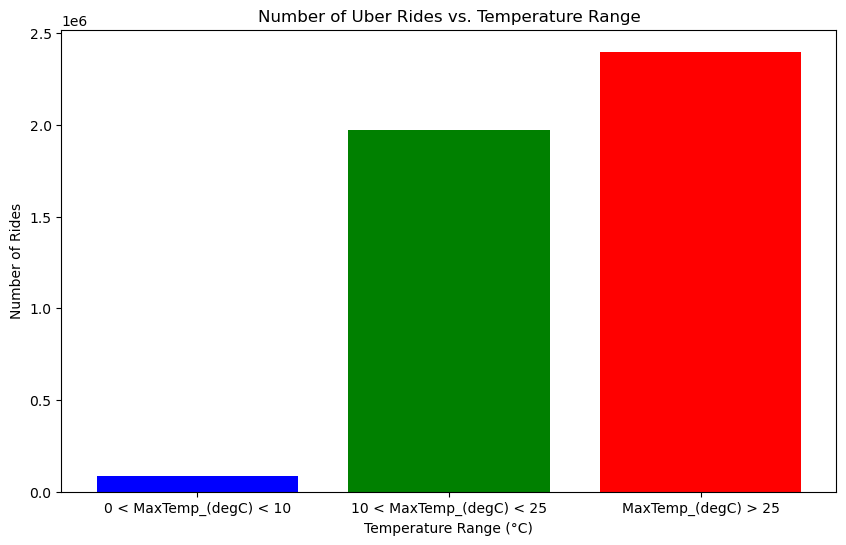 Number of Uber Rides vs. Temperature Range
1e6
2.5
2.0
1.5
1.0
0.5
0.0
Number of Rides
0 < MaxTemp_(degC) < 10
10 < MaxTemp_(degC) < 25
MaxTemp_(degC) > 25
Temperature Range (°C)